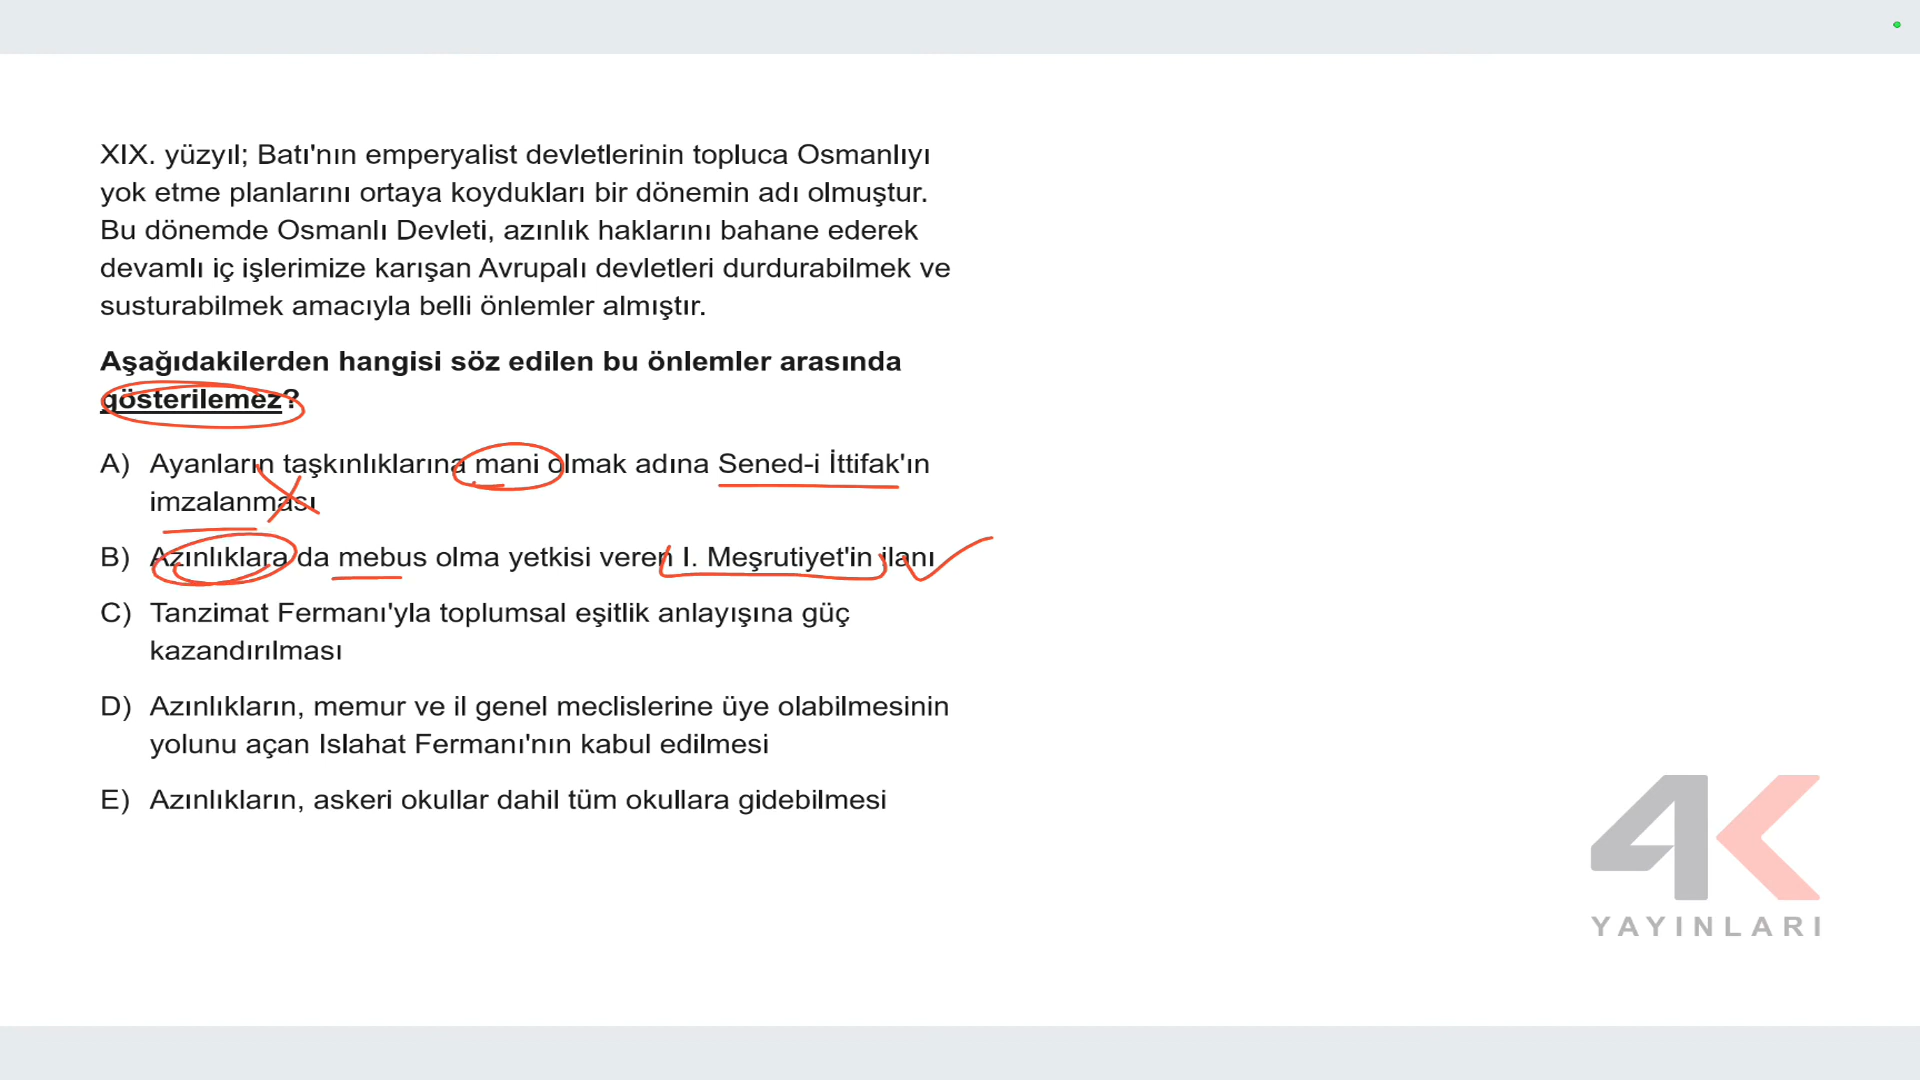 XIX. yüzyıl; Batı'nın emperyalist devletlerinin topluca Osmanlıyı
yok etme planlarını ortaya koydukları bir dönemin adı olmuştur.
Bu dönemde Osmanlı Devleti, azınlık haklarını bahane ederek
devamlı iç işlerimize karışan Avrupalı devletleri durdurabilmek ve
susturabilmek amacıyla belli önlemler almıştır.
Aşağıdakilerden hangisi söz edilen bu önlemler arasında
gösterilemez?
A) Ayanların taşkınlıklarına mani olmak adına Sened-i İttifak'ın
imzalanması
B) Azınlıklara da mebus olma yetkisi veren I. Meşrutiyet'in ilanı
C) Tanzimat Fermanı'yla toplumsal eşitlik anlayışına güç
kazandırılması
D) Azınlıkların, memur ve il genel meclislerine üye olabilmesinin
yolunu açan Islahat Fermanı'nın kabul edilmesi
E) Azınlıkların, askeri okullar dahil tüm okullara gidebilmesi
4K
YAYINLARI